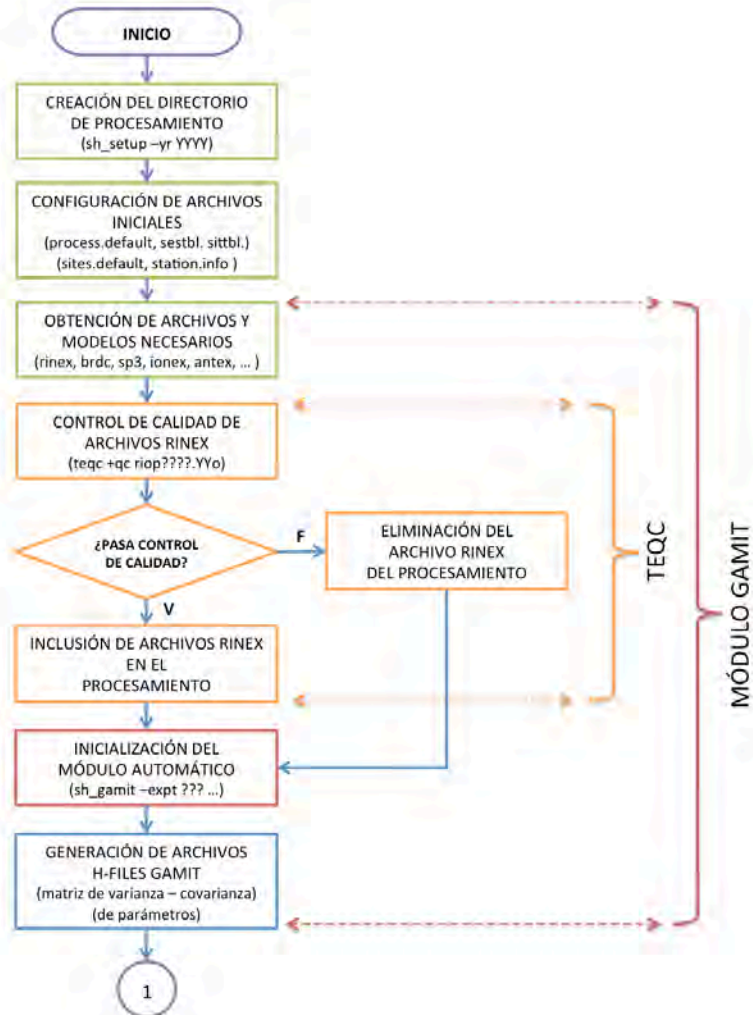 INICIO
CREACIÓN DEL DIRECTORIO
DE PROCESAMIENTO
(sh_setup –yr YYYY)
CONFIGURACIÓN DE ARCHIVOS
INICIALES
(process.default, sestbl. sittbl.)
(sites.default, station.info )
OBTENCIÓN DE ARCHIVOS Y
MODELOS NECESARIOS
(rinex, brdc, sp3, ionex, antex, ... )
CONTROL DE CALIDAD DE
ARCHIVOS RINEX
(teqc +qc riop????.YYo)
¿PASA CONTROL
DE CALIDAD?
F
ELIMINACIÓN DEL
ARCHIVO RINEX
DEL PROCESAMIENTO
V
INCLUSIÓN DE ARCHIVOS RINEX
EN EL
PROCESAMIENTO
INICIALIZACIÓN DEL
MÓDULO AUTOMÁTICO
(sh_gamit –expt ??? ...)
GENERACIÓN DE ARCHIVOS
H-FILES GAMIT
(matriz de varianza – covarianza)
(de parámetros)
1
TEQC
MÓDULO GAMIT